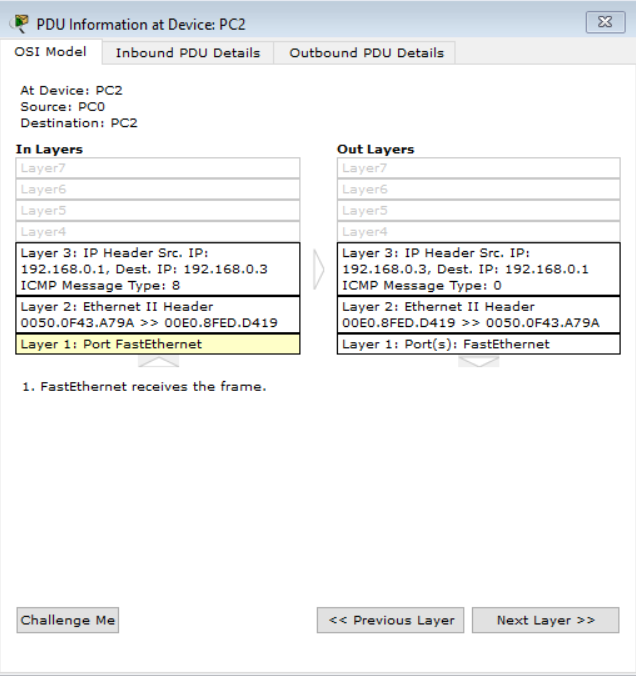 PDU Information at Device: PC2
OSI Model Inbound PDU Details Outbound PDU Details
At Device: PC2
Source: PC0
Destination: PC2
In Layers
Layer7
Layer6
Layer5
Layer4
Layer 3: IP Header Src. IP:
192.168.0.1, Dest. IP: 192.168.0.3
ICMP Message Type: 8
Layer 2: Ethernet II Header
0050.0F43.A79A >> 00E0.8FED.D419
Layer 1: Port FastEthernet
Out Layers
Layer7
Layer6
Layer5
Layer4
Layer 3: IP Header Src. IP:
192.168.0.3, Dest. IP: 192.168.0.1
ICMP Message Type: 0
Layer 2: Ethernet II Header
00E0.8FED.D419 >> 0050.0F43.A79A
Layer 1: Port(s): FastEthernet
1. FastEthernet receives the frame.
Challenge Me << Previous Layer Next Layer >>